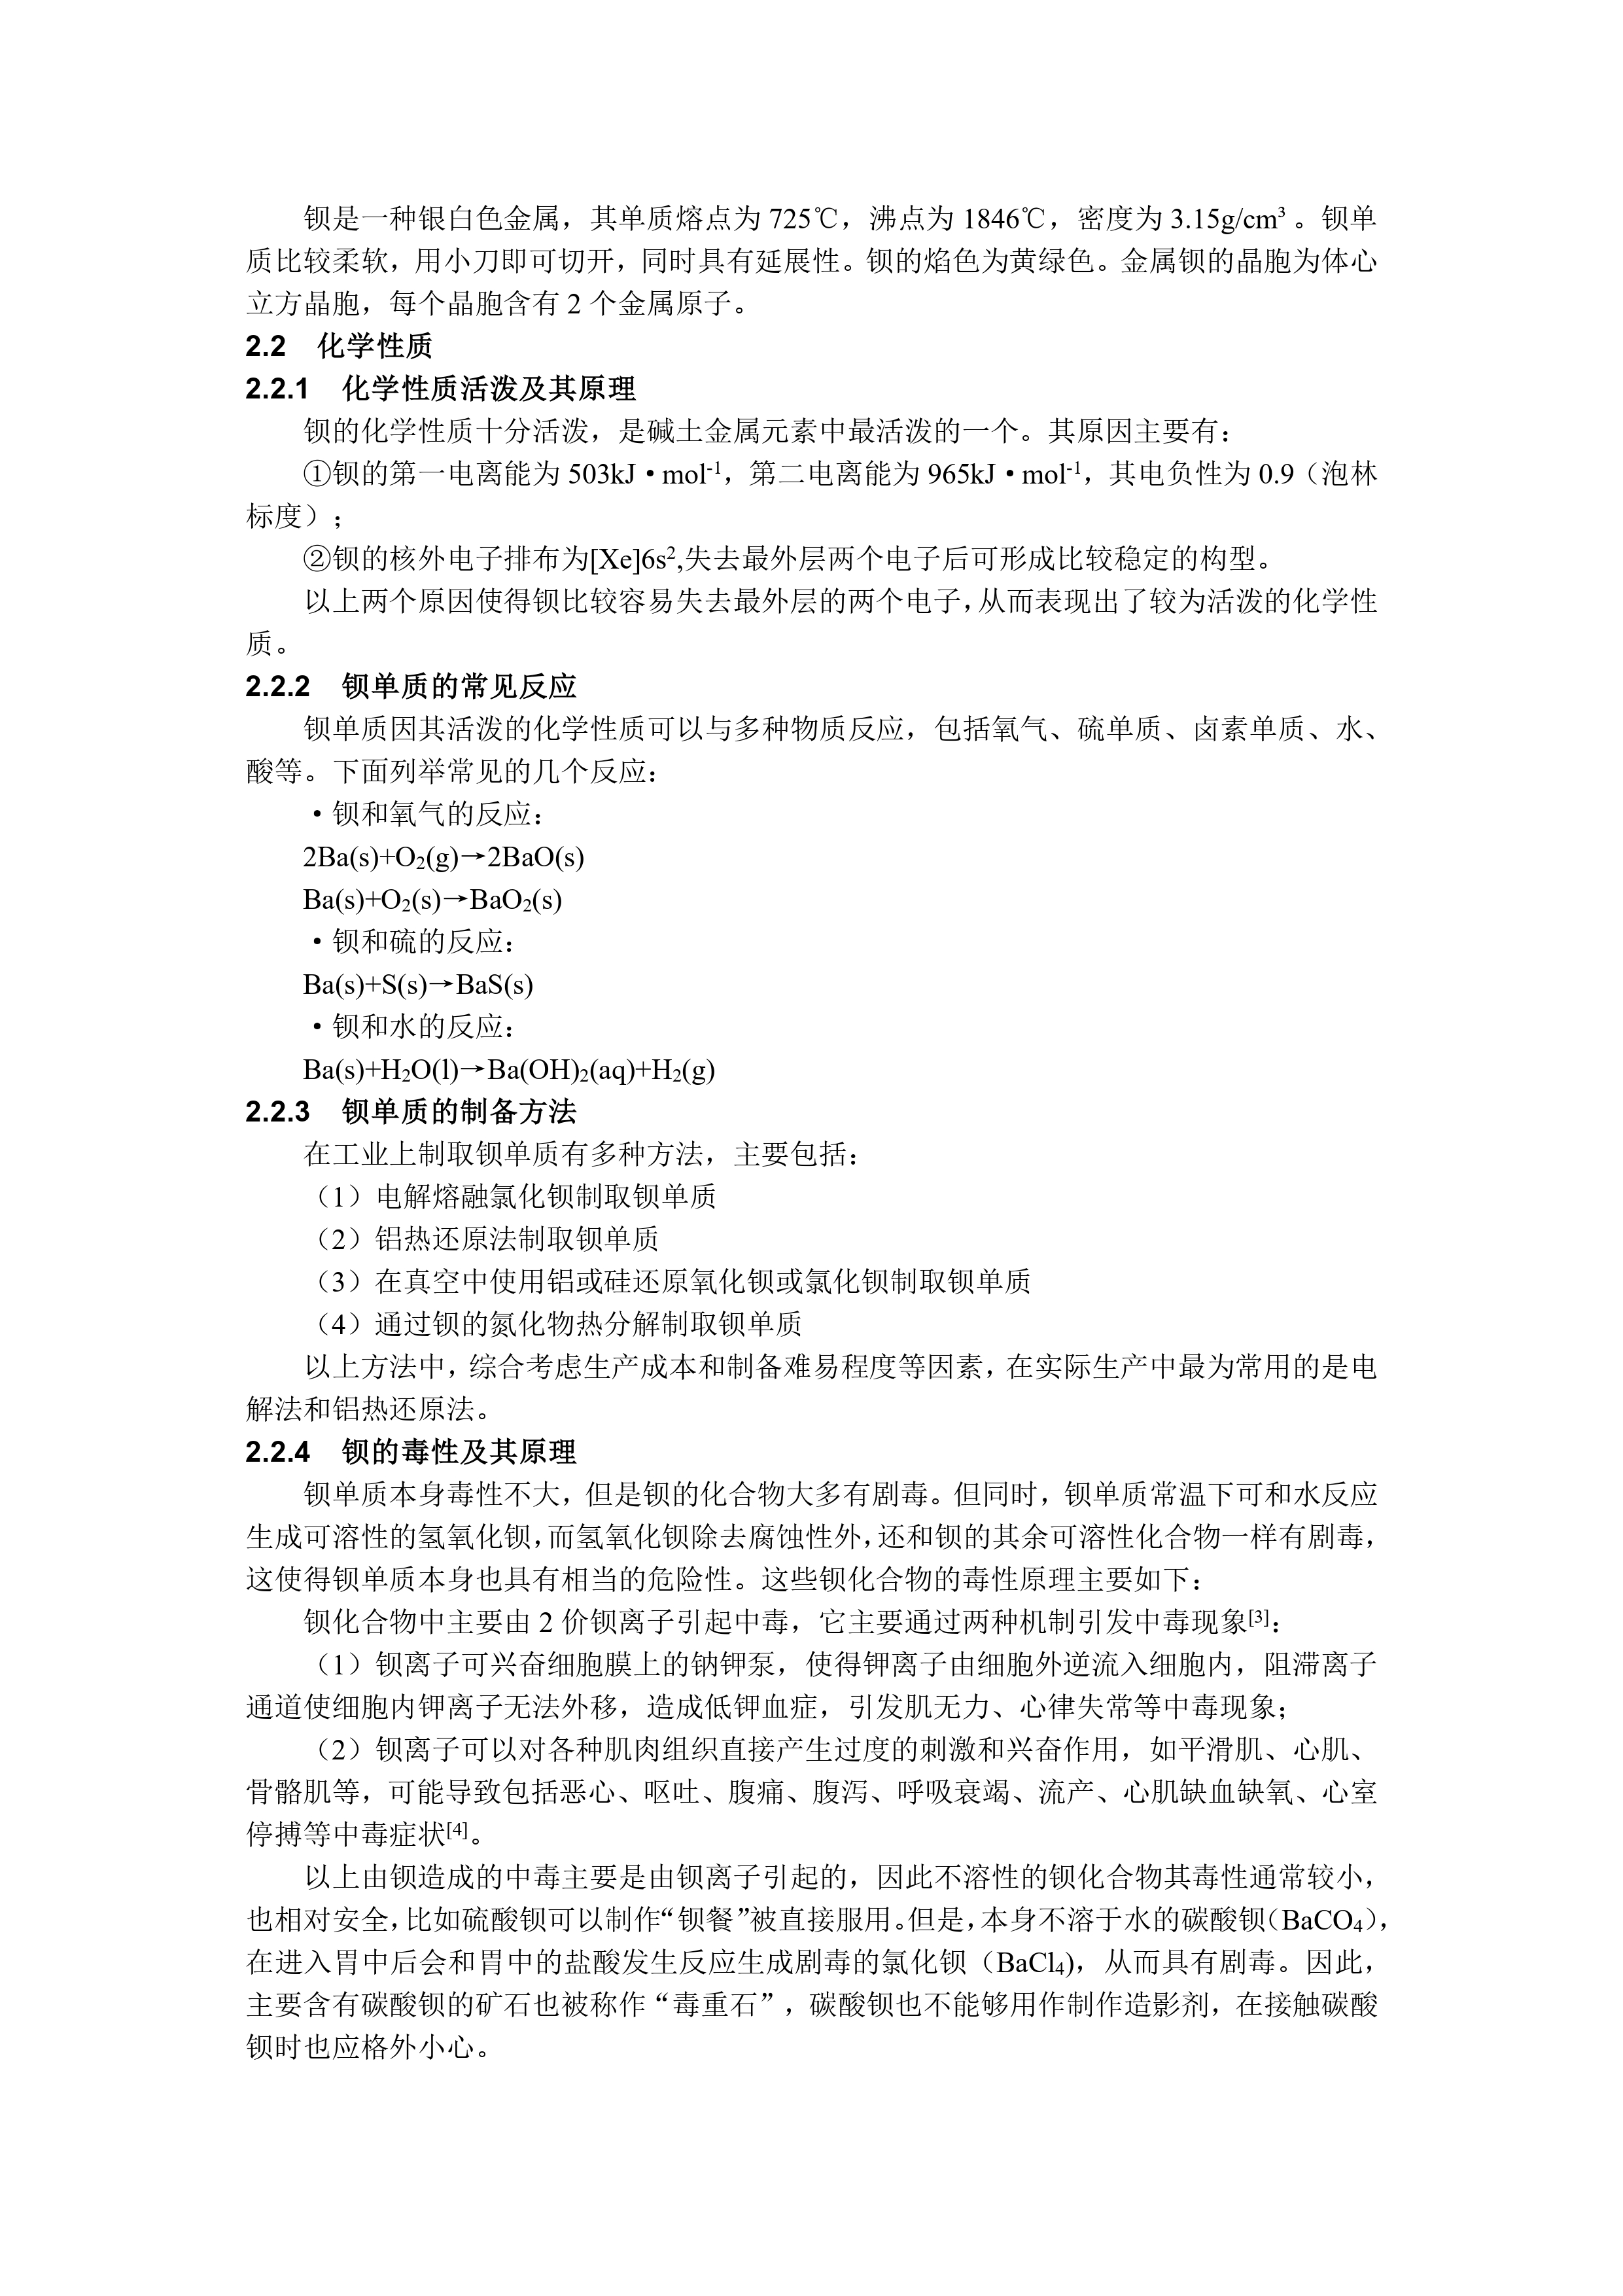 钡是一种银白色金属，其单质熔点为 725℃，沸点为 1846℃，密度为 3.15g/cm³ 。钡单
质比较柔软，用小刀即可切开，同时具有延展性。钡的焰色为黄绿色。金属钡的晶胞为体心
立方晶胞，每个晶胞含有 2 个金属原子。
2.2 化学性质
2.2.1 化学性质活泼及其原理
钡的化学性质十分活泼，是碱土金属元素中最活泼的一个。其原因主要有：
①钡的第一电离能为 503kJ·mol⁻¹，第二电离能为 965kJ·mol⁻¹，其电负性为 0.9（泡林
标度）；
②钡的核外电子排布为[Xe]6s²,失去最外层两个电子后可形成比较稳定的构型。
以上两个原因使得钡比较容易失去最外层的两个电子，从而表现出了较为活泼的化学性
质。
2.2.2 钡单质的常见反应
钡单质因其活泼的化学性质可以与多种物质反应，包括氧气、硫单质、卤素单质、水、
酸等。下面列举常见的几个反应：
·钡和氧气的反应：
2Ba(s)+O₂(g)→2BaO(s)
Ba(s)+O₂(s)→BaO₂(s)
·钡和硫的反应：
Ba(s)+S(s)→BaS(s)
·钡和水的反应：
Ba(s)+H₂O(l)→Ba(OH)₂(aq)+H₂(g)
2.2.3 钡单质的制备方法
在工业上制取钡单质有多种方法，主要包括：
（1）电解熔融氯化钡制取钡单质
（2）铝热还原法制取钡单质
（3）在真空中使用铝或硅还原氧化钡或氯化钡制取钡单质
（4）通过钡的氮化物热分解制取钡单质
以上方法中，综合考虑生产成本和制备难易程度等因素，在实际生产中最为常用的是电
解法和铝热还原法。
2.2.4 钡的毒性及其原理
钡单质本身毒性不大，但是钡的化合物大多有剧毒。但同时，钡单质常温下可和水反应
生成可溶性的氢氧化钡，而氢氧化钡除去腐蚀性外，还和钡的其余可溶性化合物一样有剧毒，
这使得钡单质本身也具有相当的危险性。这些钡化合物的毒性原理主要如下：
钡化合物中主要由 2 价钡离子引起中毒，它主要通过两种机制引发中毒现象[3]：
（1）钡离子可兴奋细胞膜上的钠钾泵，使得钾离子由细胞外逆流入细胞内，阻滞离子
通道使细胞内钾离子无法外移，造成低钾血症，引发肌无力、心律失常等中毒现象；
（2）钡离子可以对各种肌肉组织直接产生过度的刺激和兴奋作用，如平滑肌、心肌、
骨骼肌等，可能导致包括恶心、呕吐、腹痛、腹泻、呼吸衰竭、流产、心肌缺血缺氧、心室
停搏等中毒症状[4]。
以上由钡造成的中毒主要是由钡离子引起的，因此不溶性的钡化合物其毒性通常较小，
也相对安全，比如硫酸钡可以制作“钡餐”被直接服用。但是，本身不溶于水的碳酸钡（BaCO₄），
在进入胃中后会和胃中的盐酸发生反应生成剧毒的氯化钡（BaCl₄)，从而具有剧毒。因此，
主要含有碳酸钡的矿石也被称作“毒重石”，碳酸钡也不能够用作制作造影剂，在接触碳酸
钡时也应格外小心。